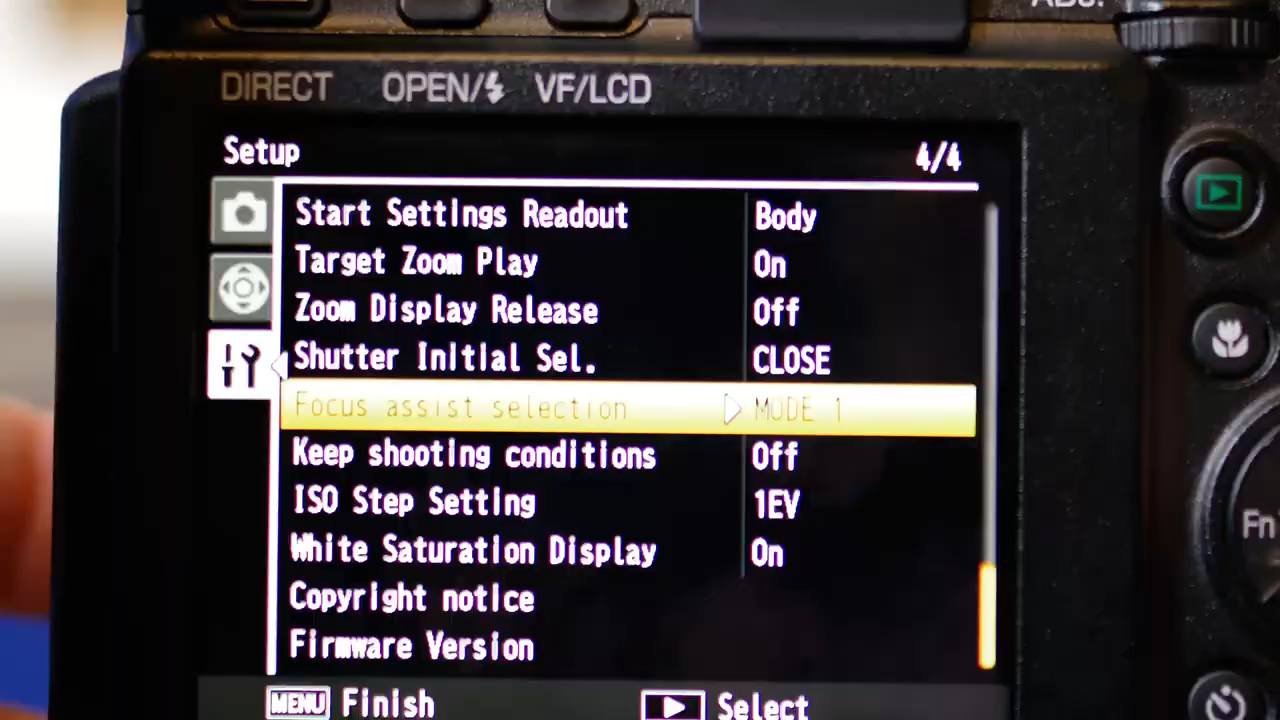 DIRECT OPEN/ VF/LCD
Setup 4/4
Start Settings Readout Body
Target Zoom Play On
Zoom Display Release Off
Shutter Initial Sel. CLOSE
Focus assist selection MODE 1
Keep shooting conditions Off
ISO Step Setting 1EV
White Saturation Display On
Copyright notice
Firmware Version
MENU Finish Select
Fn